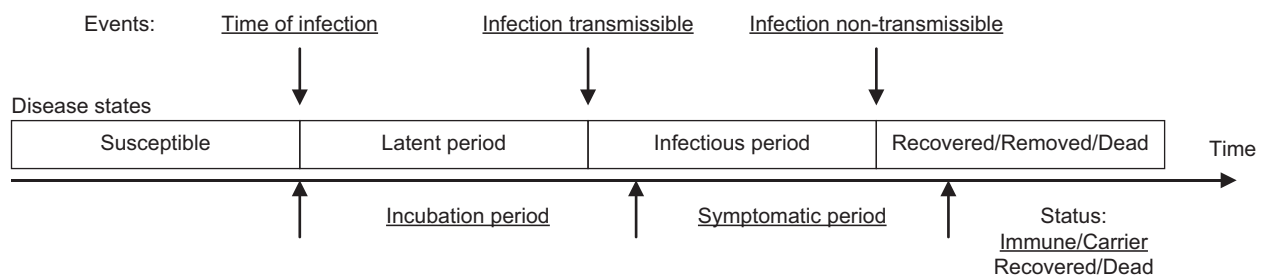 Events: Time of infection Infection transmissible Infection non-transmissible
Disease states
Susceptible Latent period Infectious period Recovered/Removed/Dead
Time
Incubation period Symptomatic period Status:
Immune/Carrier
Recovered/Dead